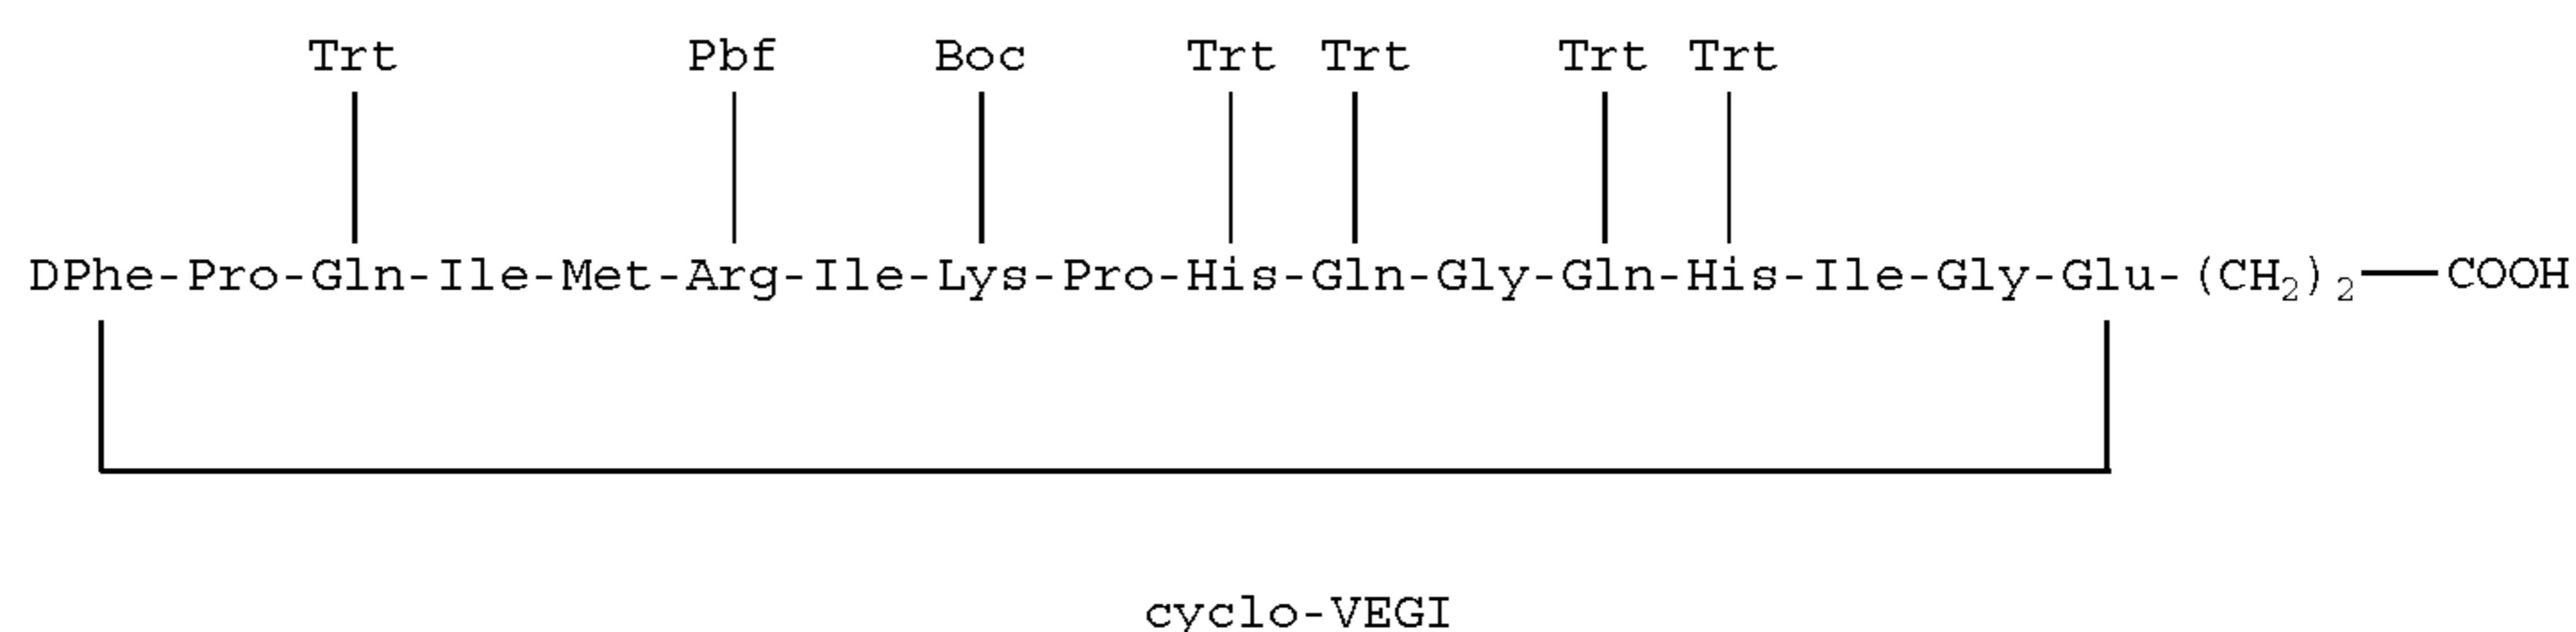 Trt Pbf Boc Trt Trt Trt Trt
DPhe-Pro-Gln-Ile-Met-Arg-Ile-Lys-Pro-His-Gln-Gly-Gln-His-Ile-Gly-Glu-(CH₂)₂—COOH
cyclo-VEGI